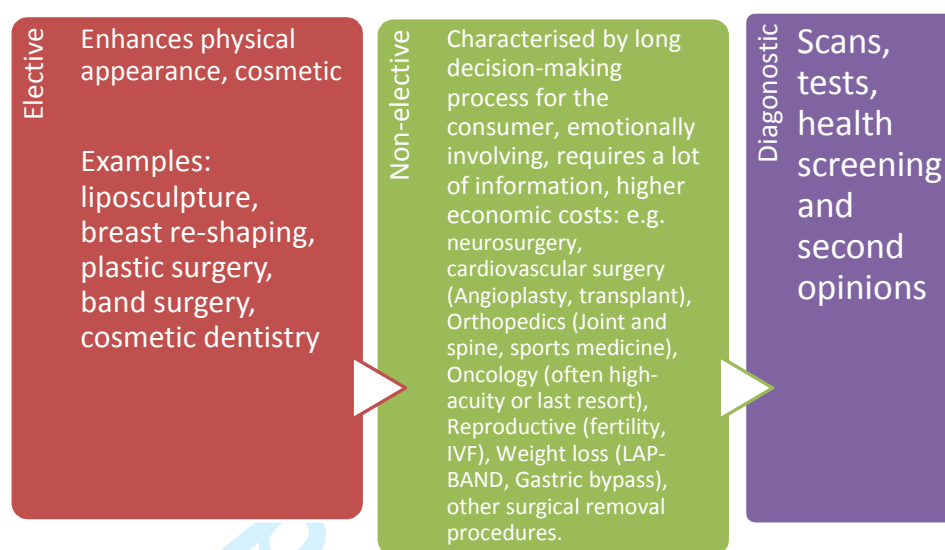 Elective
Enhances physical
appearance, cosmetic
Examples:
liposculpture,
breast re-shaping,
plastic surgery,
band surgery,
cosmetic dentistry
Non-elective
Characterised by long
decision-making
process for the
consumer, emotionally
involving, requires a lot
of information, higher
economic costs: e.g.
neurosurgery,
cardiovascular surgery
(Angioplasty, transplant),
Orthopedics (Joint and
spine, sports medicine),
Oncology (often high-
acuity or last resort),
Reproductive (fertility,
IVF), Weight loss (LAP-
BAND, Gastric bypass),
other surgical removal
procedures.
Diagonostic
Scans,
tests,
health
screening
and
second
opinions